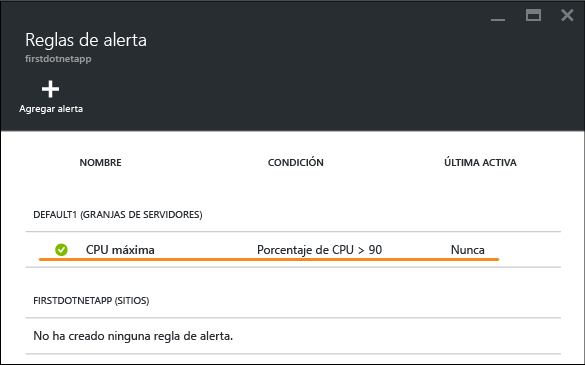 Reglas de alerta
firstdotnetapp
Agregar alerta
NOMBRE CONDICIÓN ÚLTIMA ACTIVA
DEFAULT1 (GRANJAS DE SERVIDORES)
CPU máxima Porcentaje de CPU > 90 Nunca
FIRSTDOTNETAPP (SITIOS)
No ha creado ninguna regla de alerta.